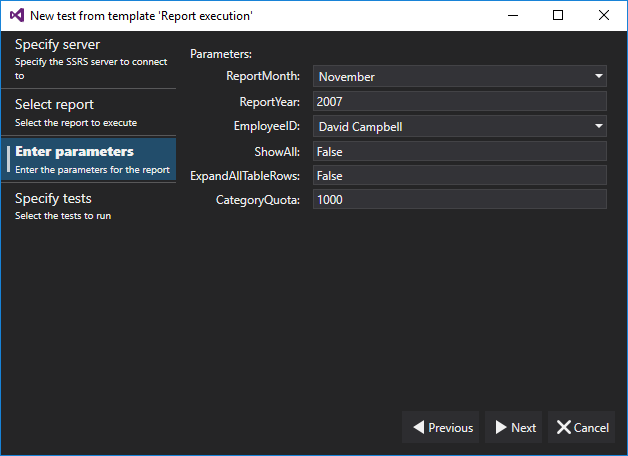 New test from template 'Report execution'
Specify server
Specify the SSRS server to connect
to
Select report
Select the report to execute
Enter parameters
Enter the parameters for the report
Specify tests
Select the tests to run
Parameters:
ReportMonth: November
ReportYear: 2007
EmployeeID: David Campbell
ShowAll: False
ExpandAllTableRows: False
CategoryQuota: 1000
Previous Next Cancel